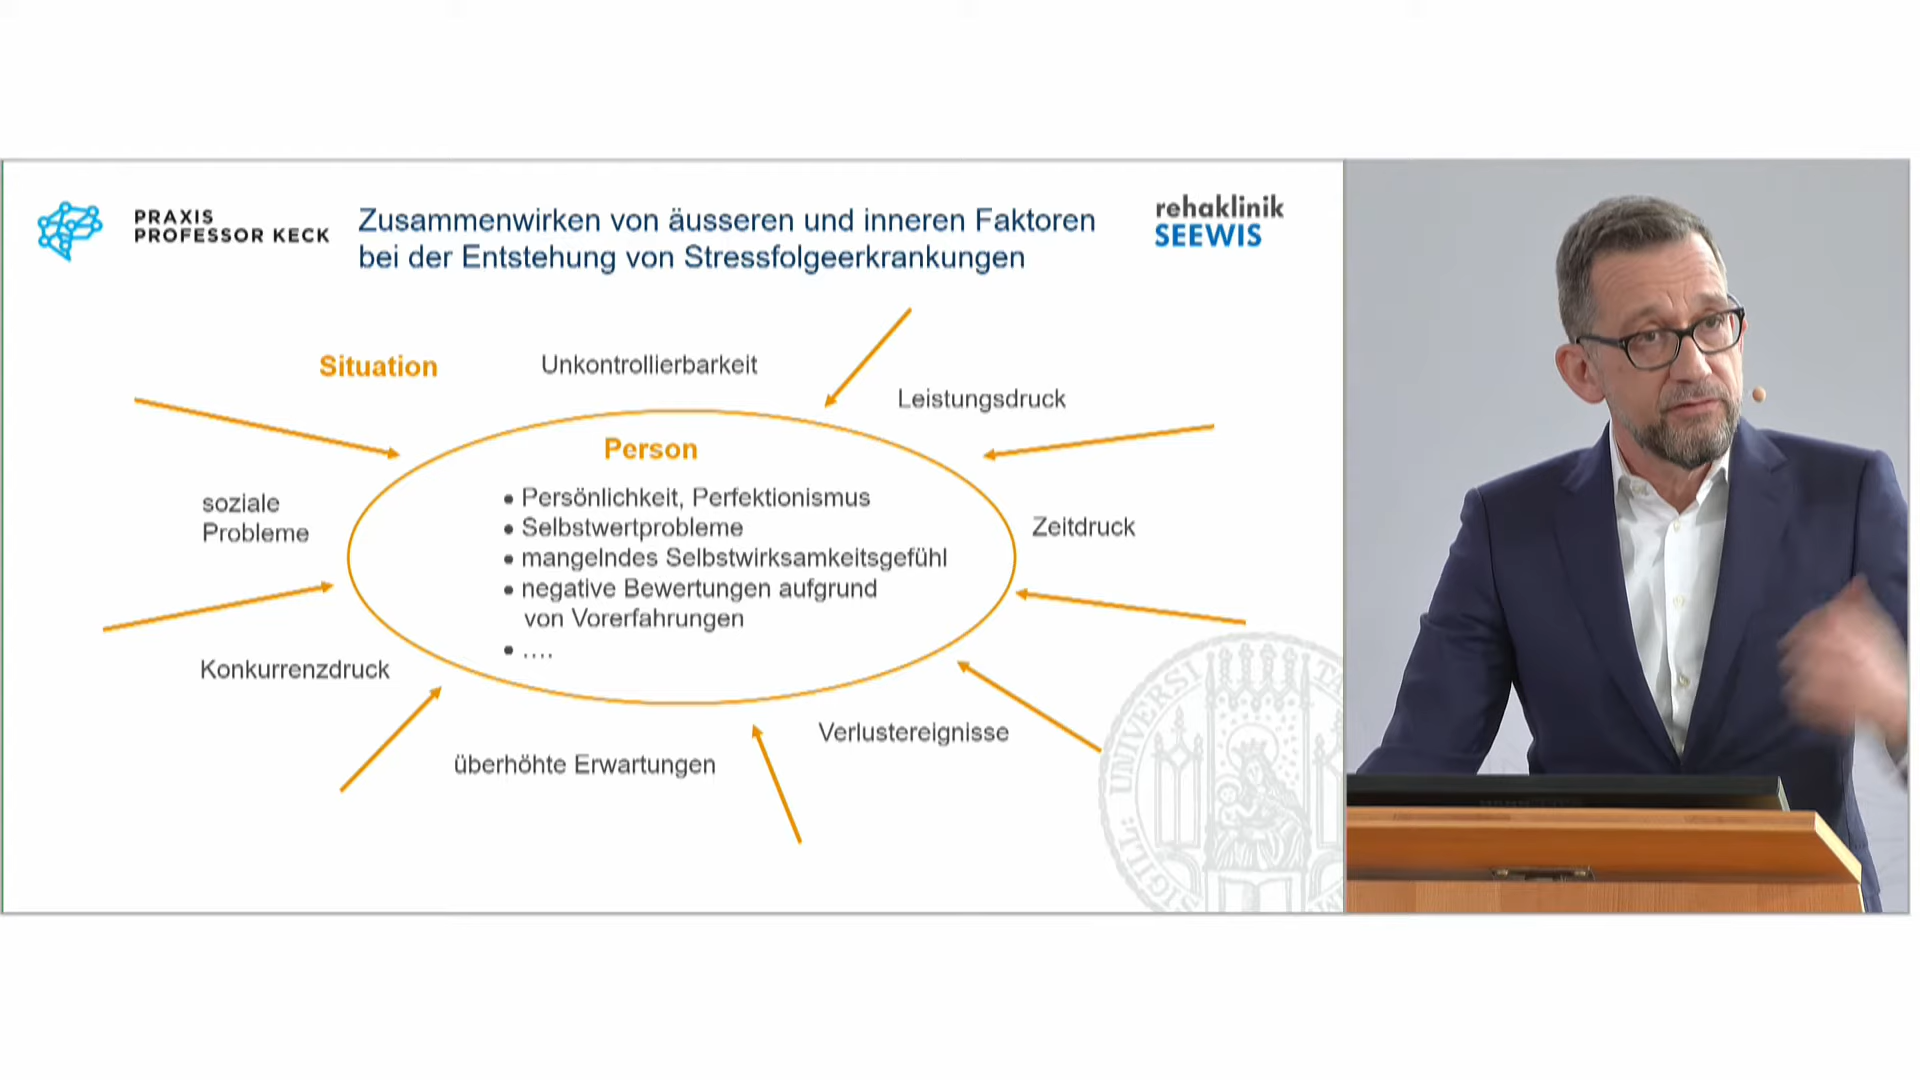 PRAXIS
PROFESSOR KECK
Zusammenwirken von äusseren und inneren Faktoren
bei der Entstehung von Stressfolgeerkrankungen
rehaklinik
SEEWIS
Situation
Unkontrollierbarkeit
Leistungsdruck
Person
• Persönlichkeit, Perfektionismus
• Selbstwertprobleme
• mangelndes Selbstwirksamkeitsgefühl
• negative Bewertungen aufgrund
von Vorerfahrungen
• ....
soziale
Probleme
Zeitdruck
Konkurrenzdruck
Verlustereignisse
überhöhte Erwartungen